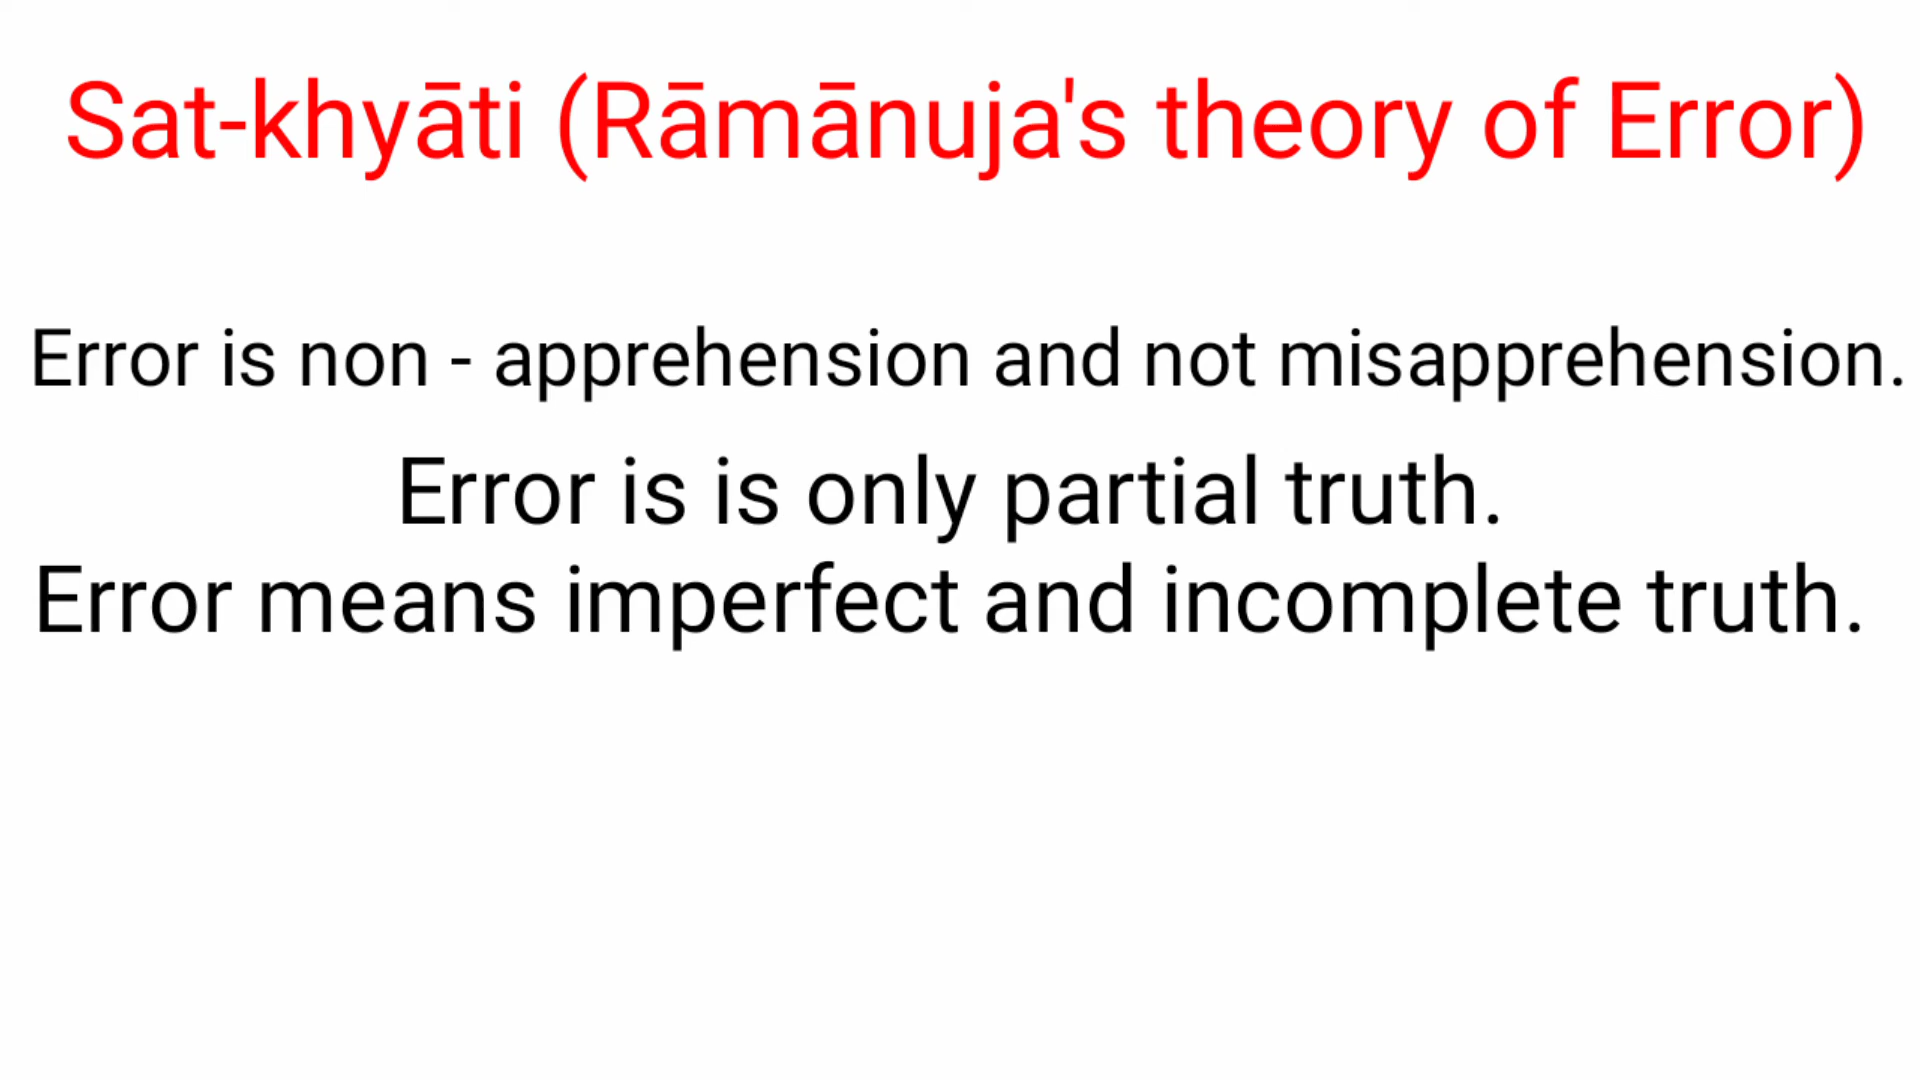 Sat-khyāti (Rāmānuja's theory of Error)
Error is non - apprehension and not misapprehension.
Error is is only partial truth.
Error means imperfect and incomplete truth.